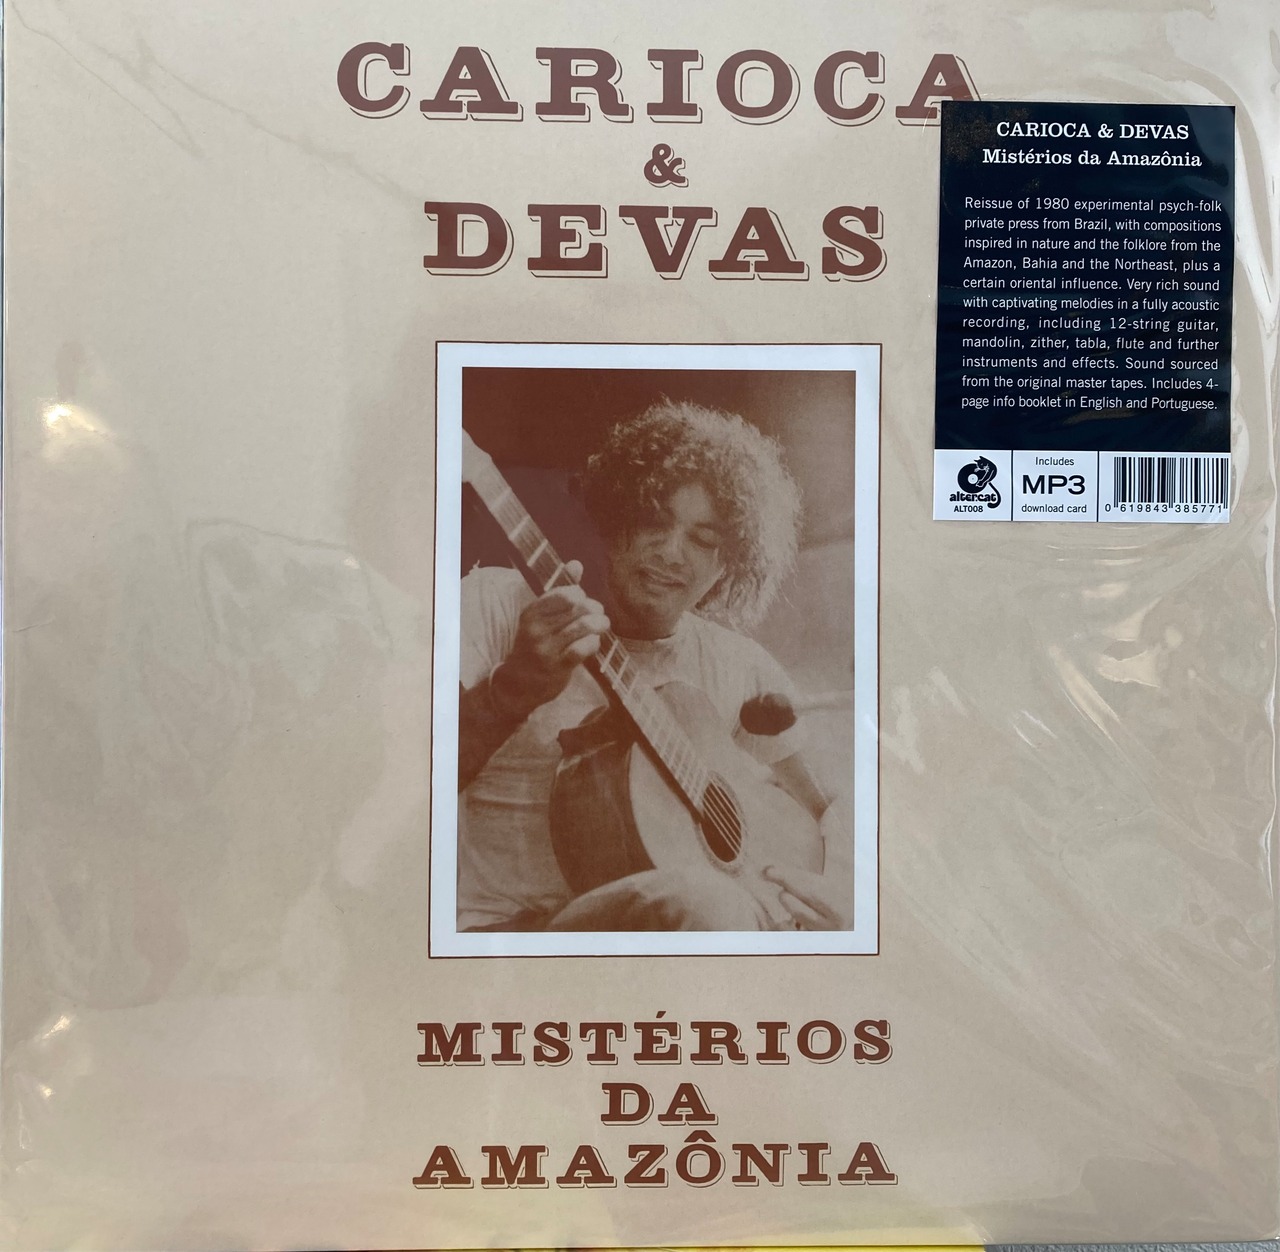 CARIOCA
&
DEVAS
CARIOCA & DEVAS
Mistérios da Amazônia
Reissue of 1980 experimental psych-folk
private press from Brazil, with compositions
inspired in nature and the folklore from the
Amazon, Bahia and the Northeast, plus a
certain oriental influence. Very rich sound
with captivating melodies in a fully acoustic
recording, including 12-string guitar,
mandolin, zither, tabla, flute and further
instruments and effects. Sound sourced
from the original master tapes. Includes 4-
page info booklet in English and Portuguese.
altercat
ALT008
Includes
MP3
download card
0 619843 385771
MISTÉRIOS
DA
AMAZÔNIA